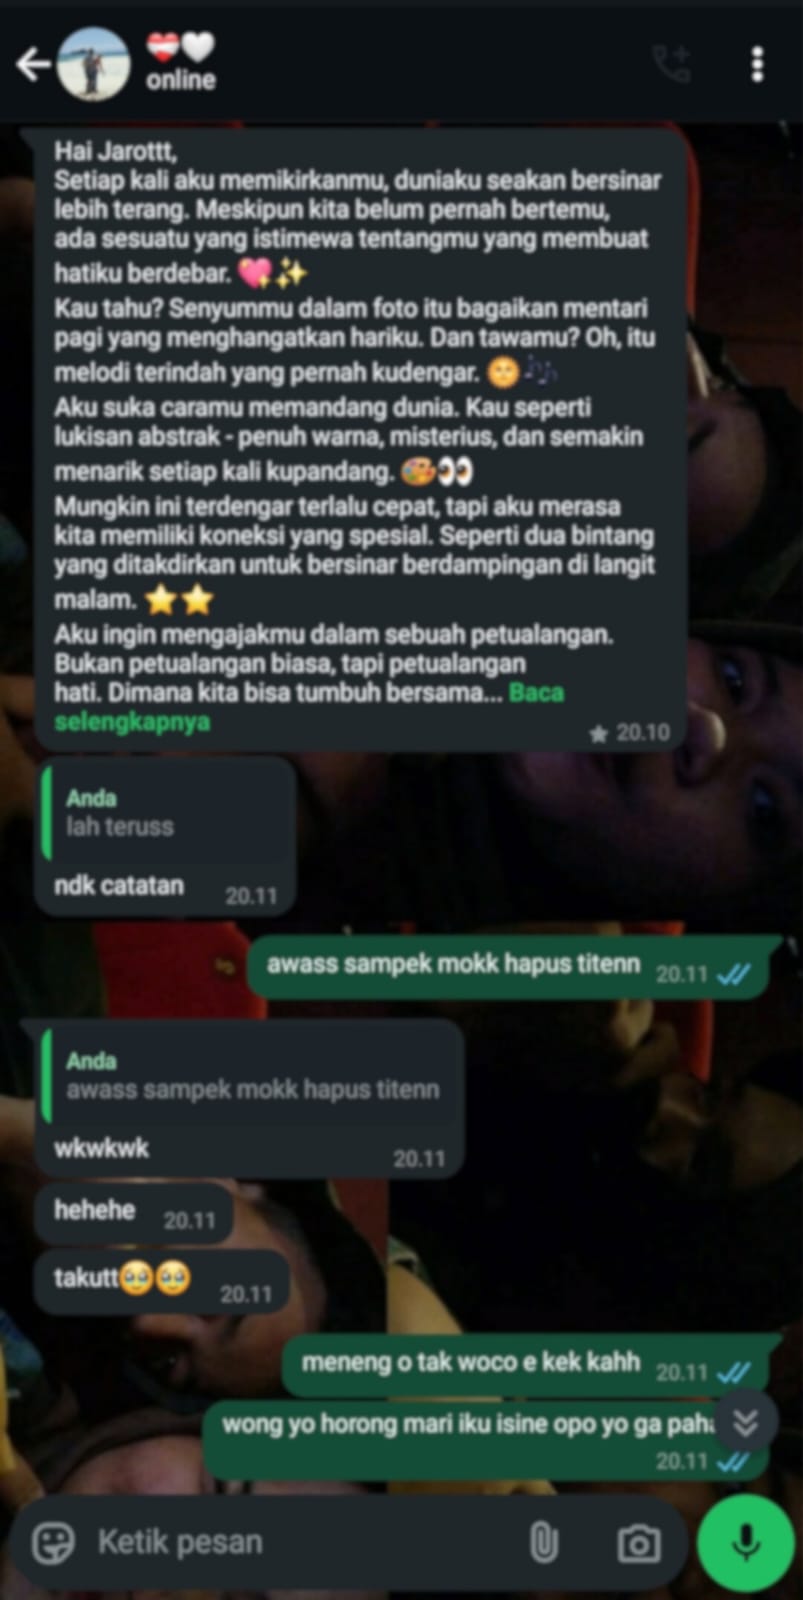 online
Hai Jarottt,
Setiap kali aku memikirkanmu, duniaku seakan bersinar
lebih terang. Meskipun kita belum pernah bertemu,
ada sesuatu yang istimewa tentangmu yang membuat
hatiku berdebar. 💖✨
Kau tahu? Senyummu dalam foto itu bagaikan mentari
pagi yang menghangatkan hariku. Dan tawamu? Oh, itu
melodi terindah yang pernah kudengar. 🌞🎶
Aku suka caramu memandang dunia. Kau seperti
lukisan abstrak - penuh warna, misterius, dan semakin
menarik setiap kali kupandang. 🎨👀
Mungkin ini terdengar terlalu cepat, tapi aku merasa
kita memiliki koneksi yang spesial. Seperti dua bintang
yang ditakdirkan untuk bersinar berdampingan di langit
malam. ⭐⭐
Aku ingin mengajakmu dalam sebuah petualangan.
Bukan petualangan biasa, tapi petualangan
hati. Dimana kita bisa tumbuh bersama... Baca
selengkapnya
20.10
Anda
lah teruss
ndk catatan 20.11
awass sampek mokk hapus titenn 20.11
Anda
awass sampek mokk hapus titenn
wkwkwk 20.11
hehehe 20.11
takutt🥹🥹 20.11
meneng o tak woco e kek kahh 20.11
wong yo horong mari iku isine opo yo ga paha
20.11
Ketik pesan